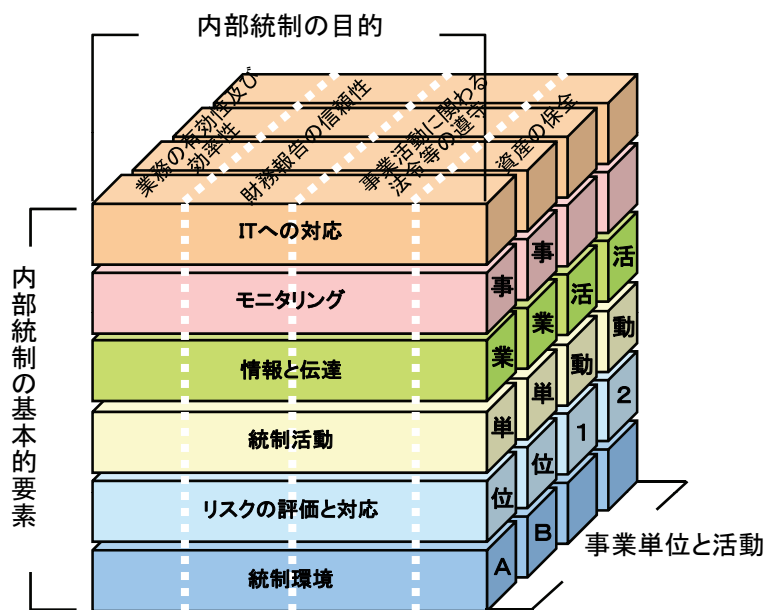 内部統制の目的
業務の有効性及び
効率性
財務報告の信頼性
事業活動に関わる
法令等の遵守
資産の保全
内部統制の基本的要素
ITへの対応
モニタリング
情報と伝達
統制活動
リスクの評価と対応
統制環境
事業単位A
事業単位B
活動1
活動2
事業単位と活動